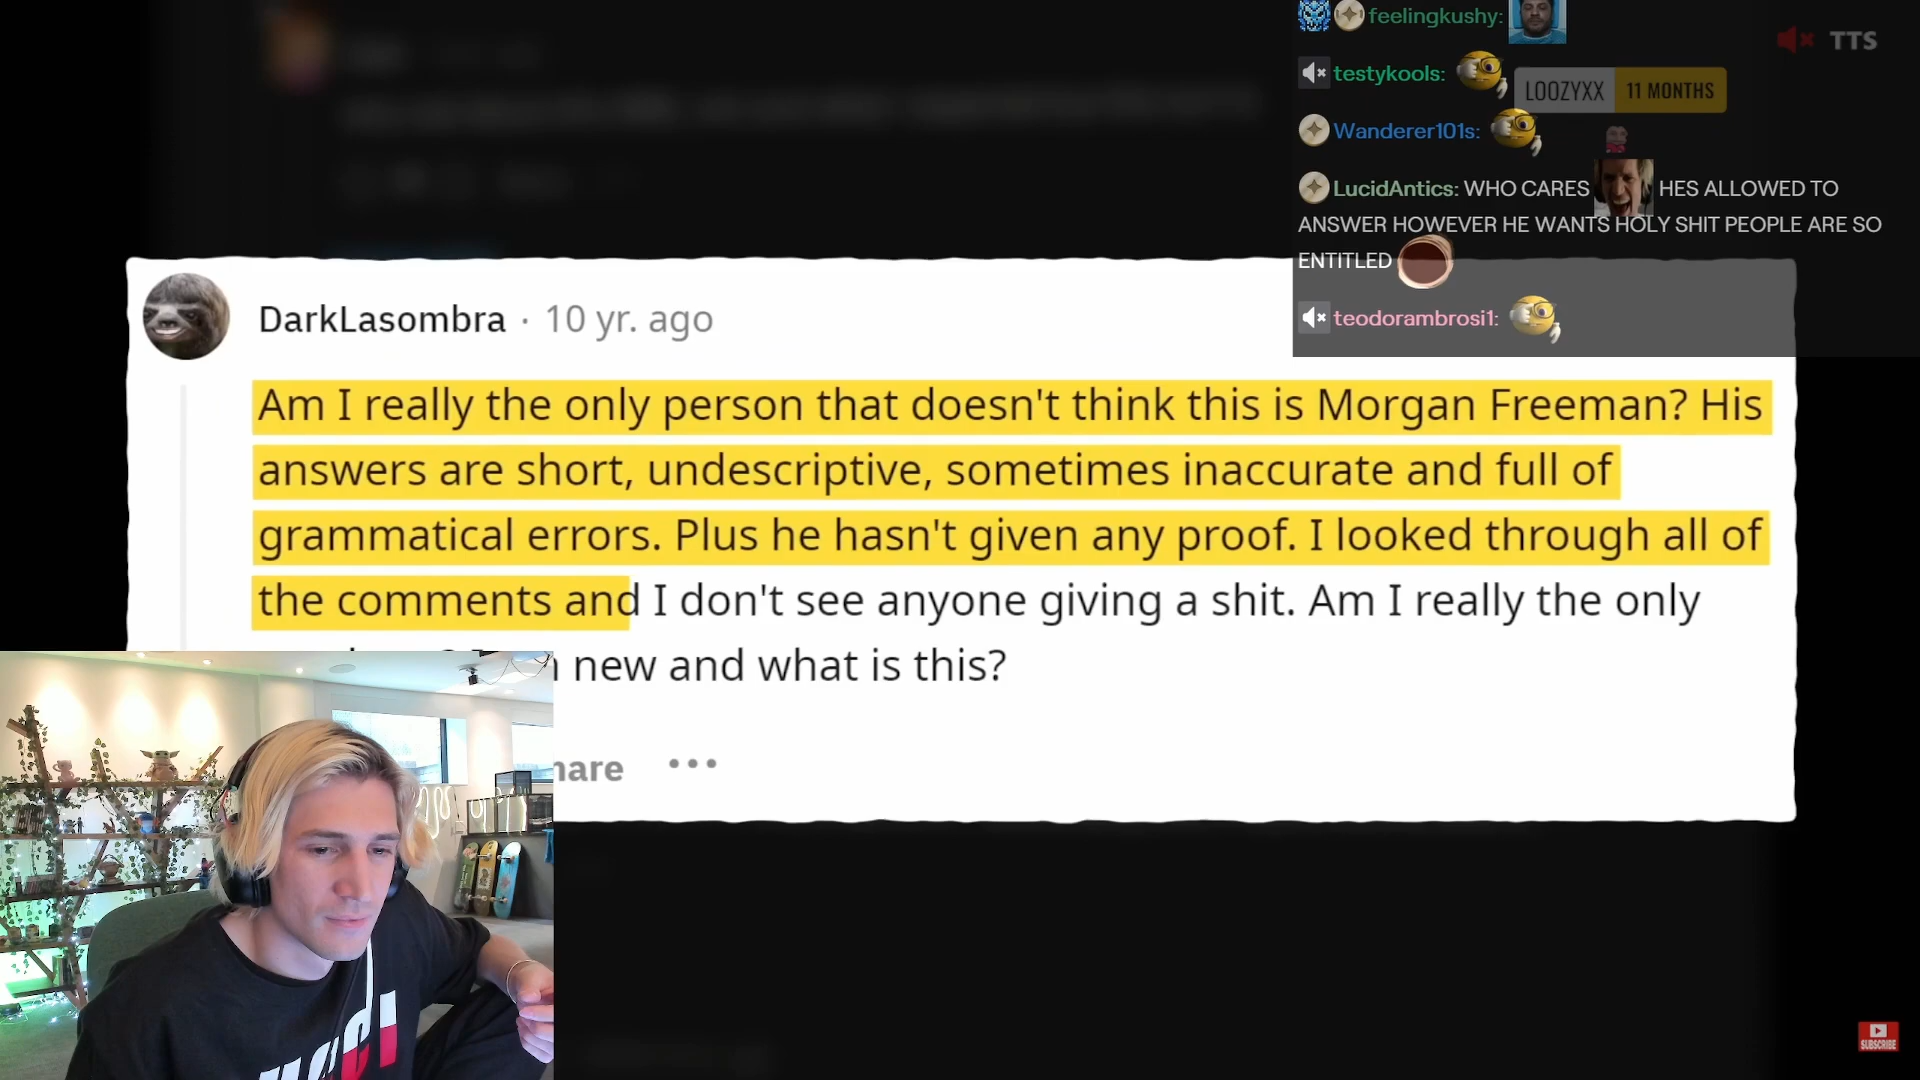 feelingkushy:
TTS
testykools:
LOOZYXX 11 MONTHS
Wanderer101s:
LucidAntics: WHO CARES HES ALLOWED TO
ANSWER HOWEVER HE WANTS HOLY SHIT PEOPLE ARE SO
ENTITLED
teodorambrosi1:
DarkLasombra · 10 yr. ago
Am I really the only person that doesn't think this is Morgan Freeman? His
answers are short, undescriptive, sometimes inaccurate and full of
grammatical errors. Plus he hasn't given any proof. I looked through all of
the comments and I don't see anyone giving a shit. Am I really the only
new and what is this?
SUBSCRIBE